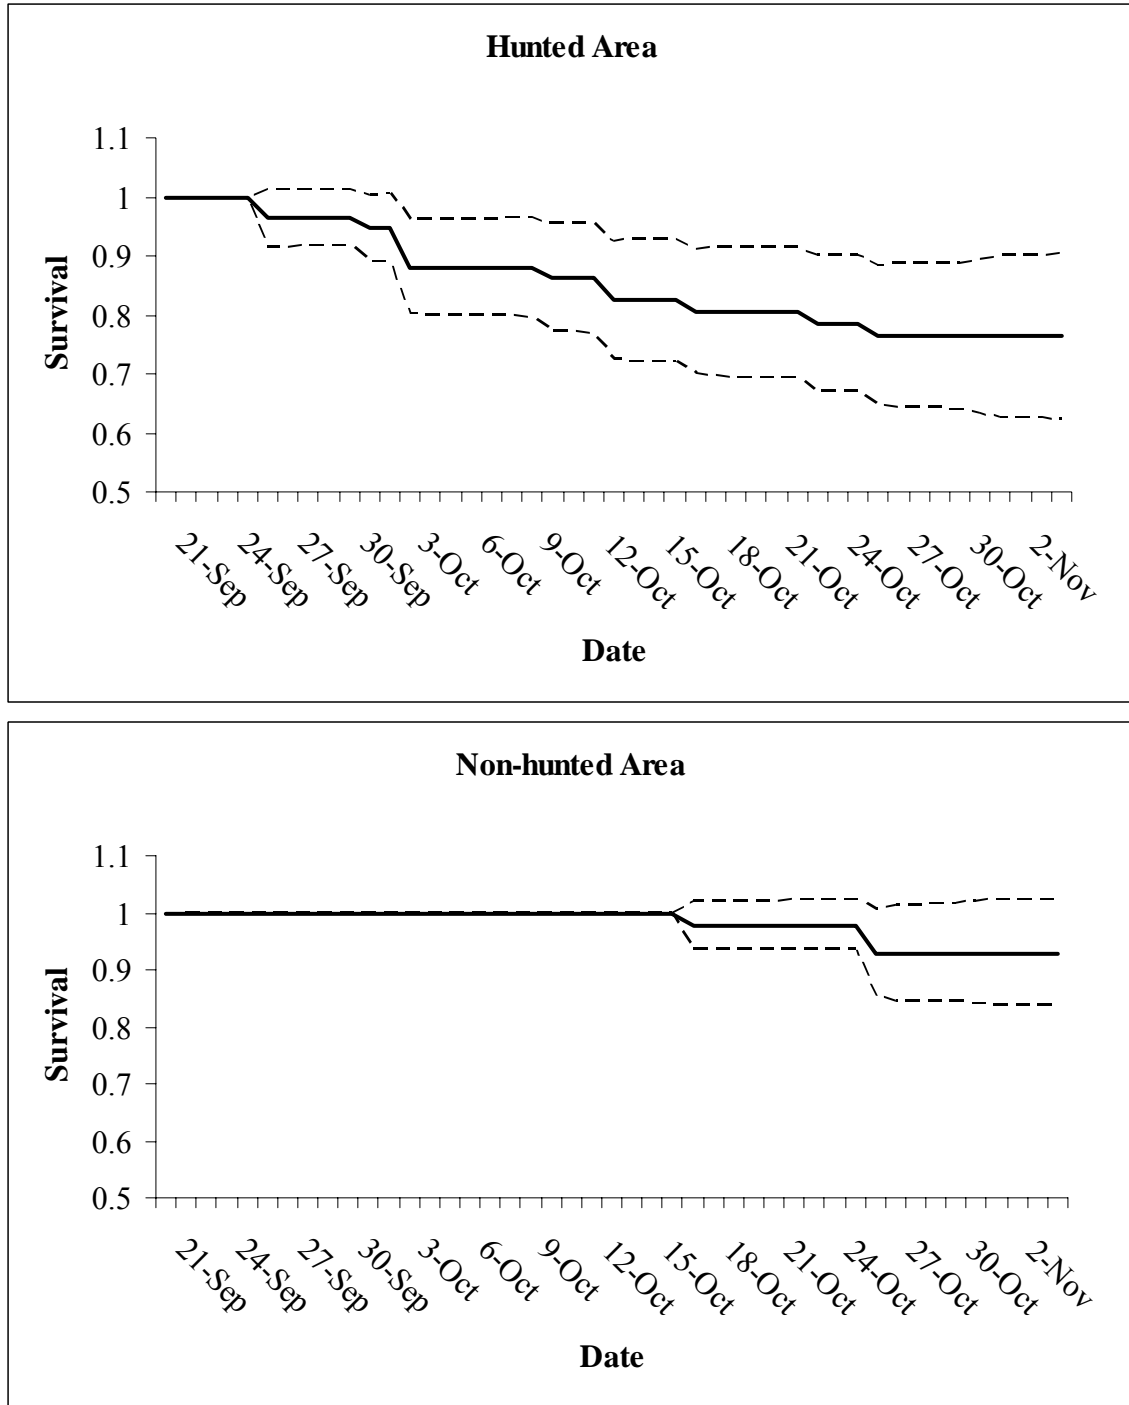 Hunted Area
1.1
1
0.9
0.8
0.7
0.6
0.5
Survival
21-Sep
24-Sep
27-Sep
30-Sep
3-Oct
6-Oct
9-Oct
12-Oct
15-Oct
18-Oct
21-Oct
24-Oct
27-Oct
30-Oct
2-Nov
Date
Non-hunted Area
1.1
1
0.9
0.8
0.7
0.6
0.5
Survival
21-Sep
24-Sep
27-Sep
30-Sep
3-Oct
6-Oct
9-Oct
12-Oct
15-Oct
18-Oct
21-Oct
24-Oct
27-Oct
30-Oct
2-Nov
Date